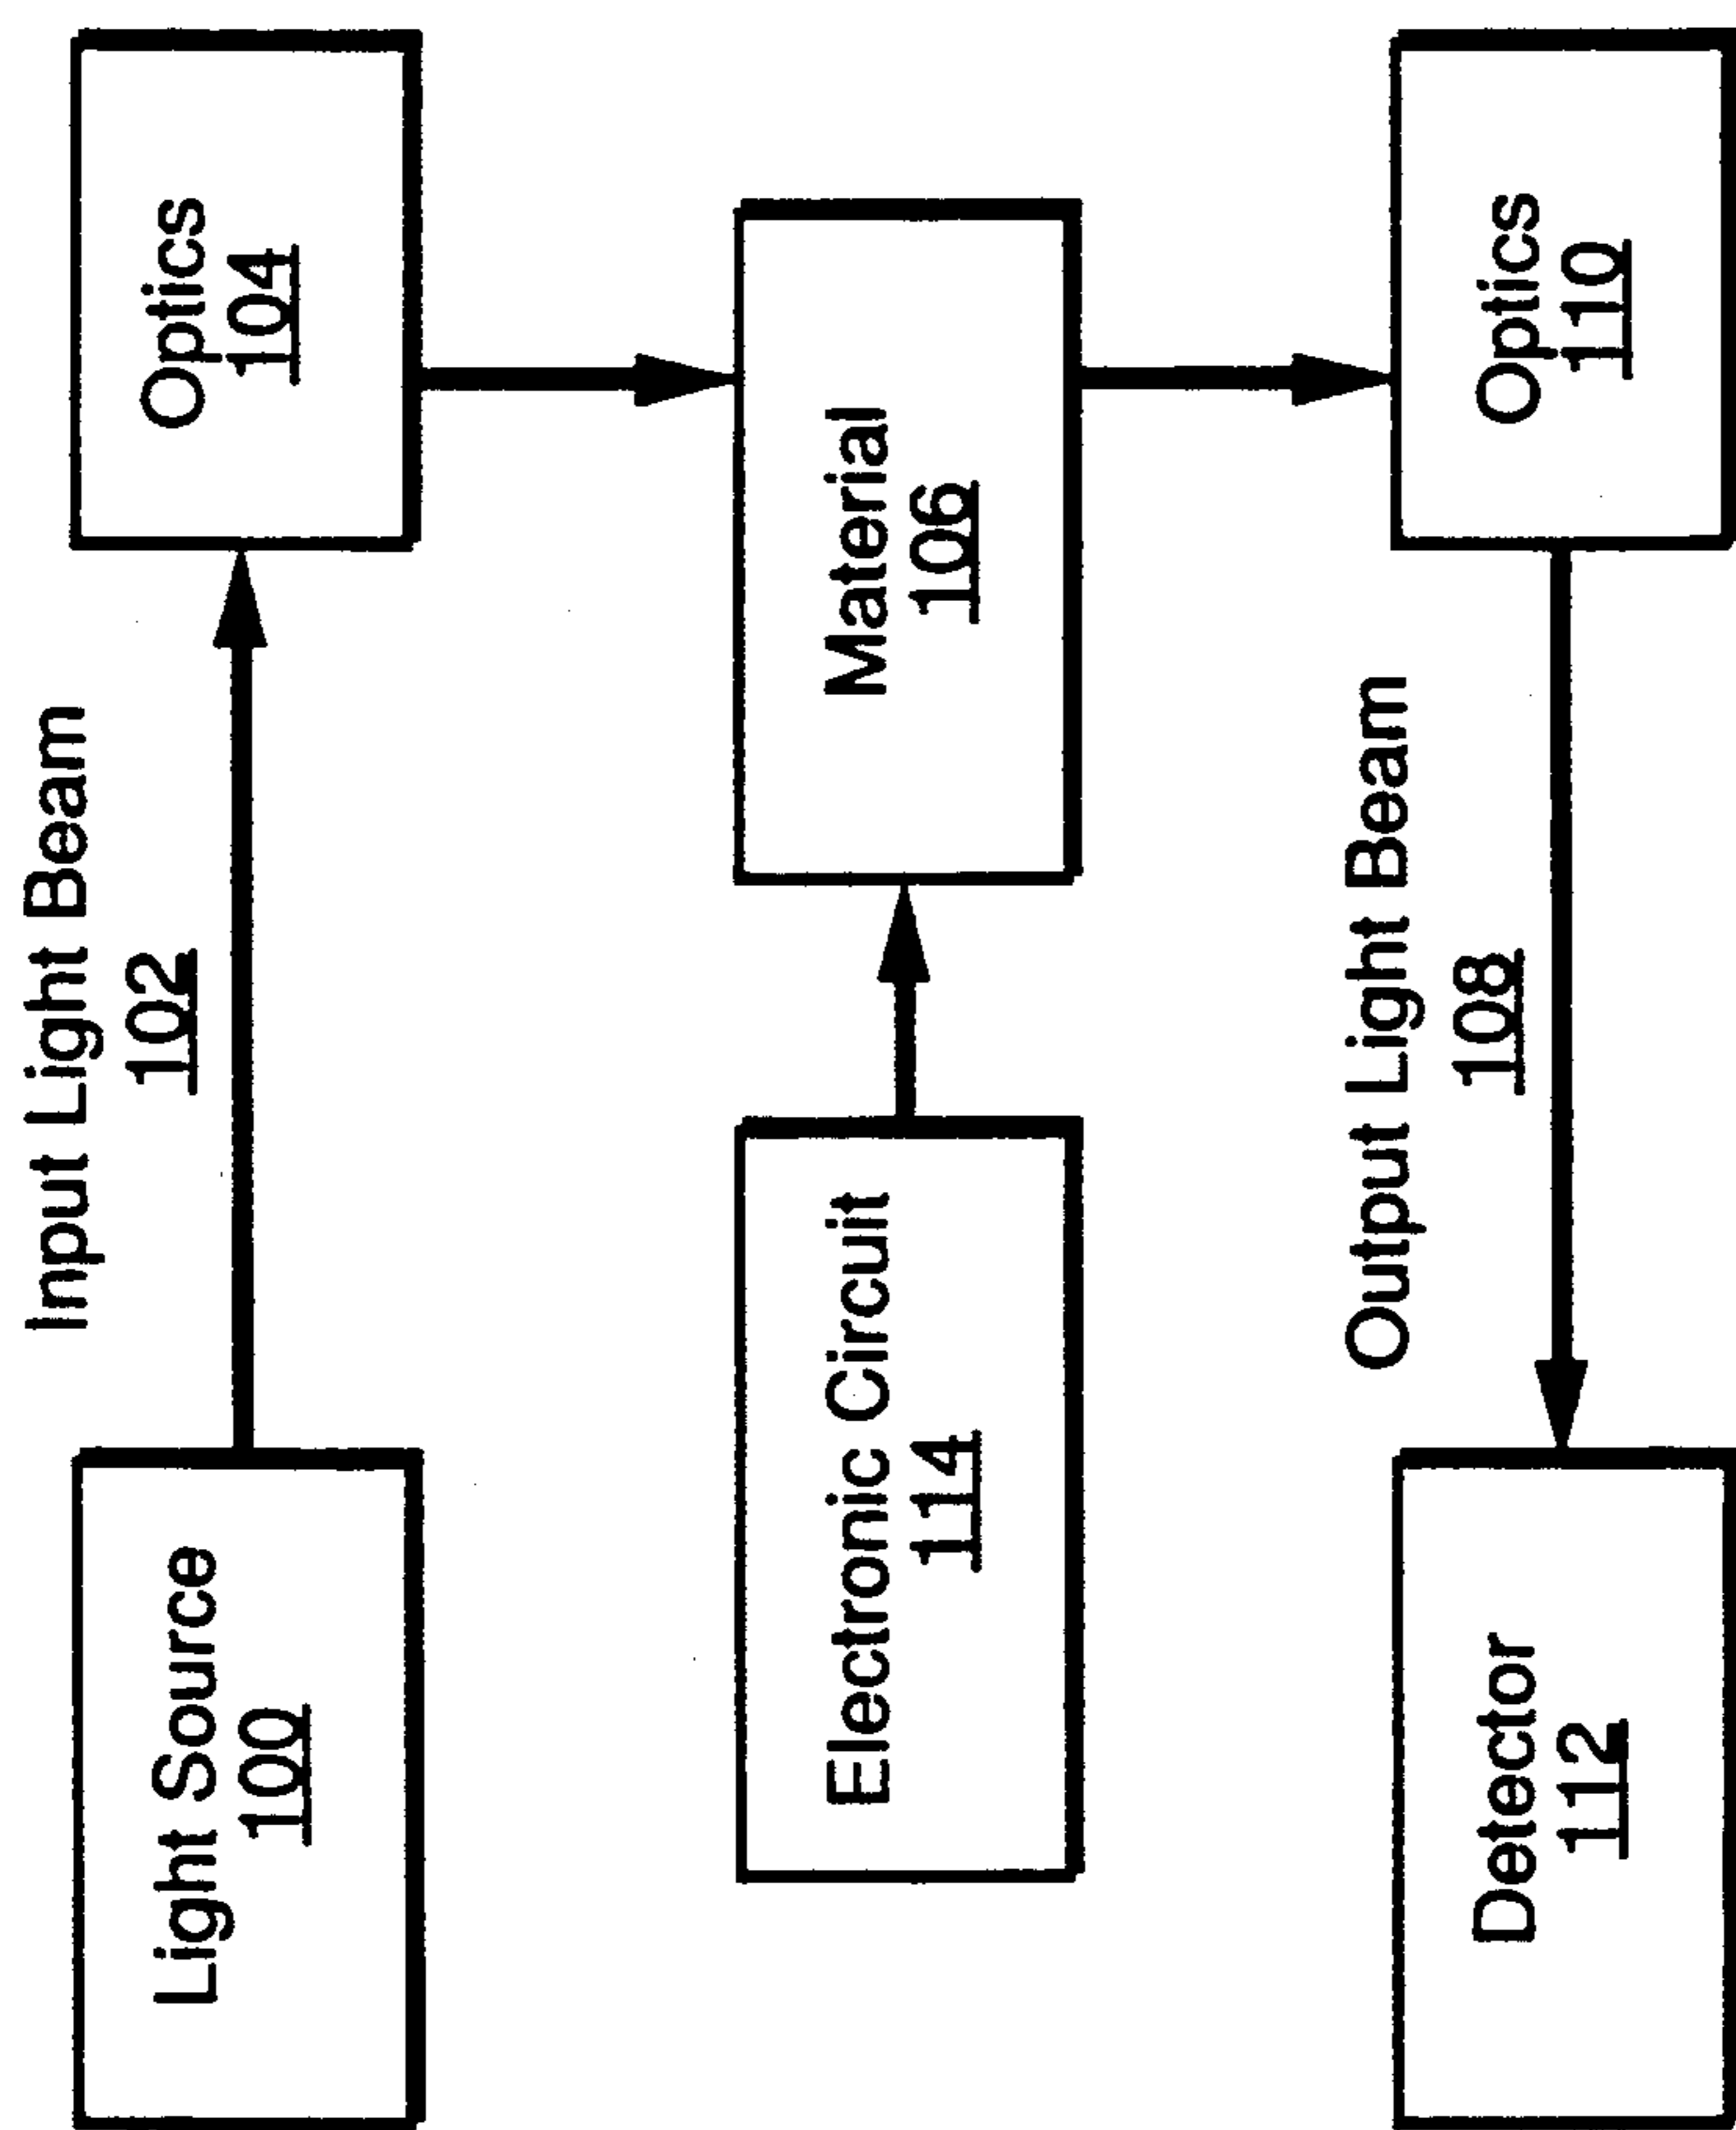 Input Light Beam
102
Light Source
100
Optics
104
Electronic Circuit
114
Material
106
Output Light Beam
108
Detector
112
Optics
110